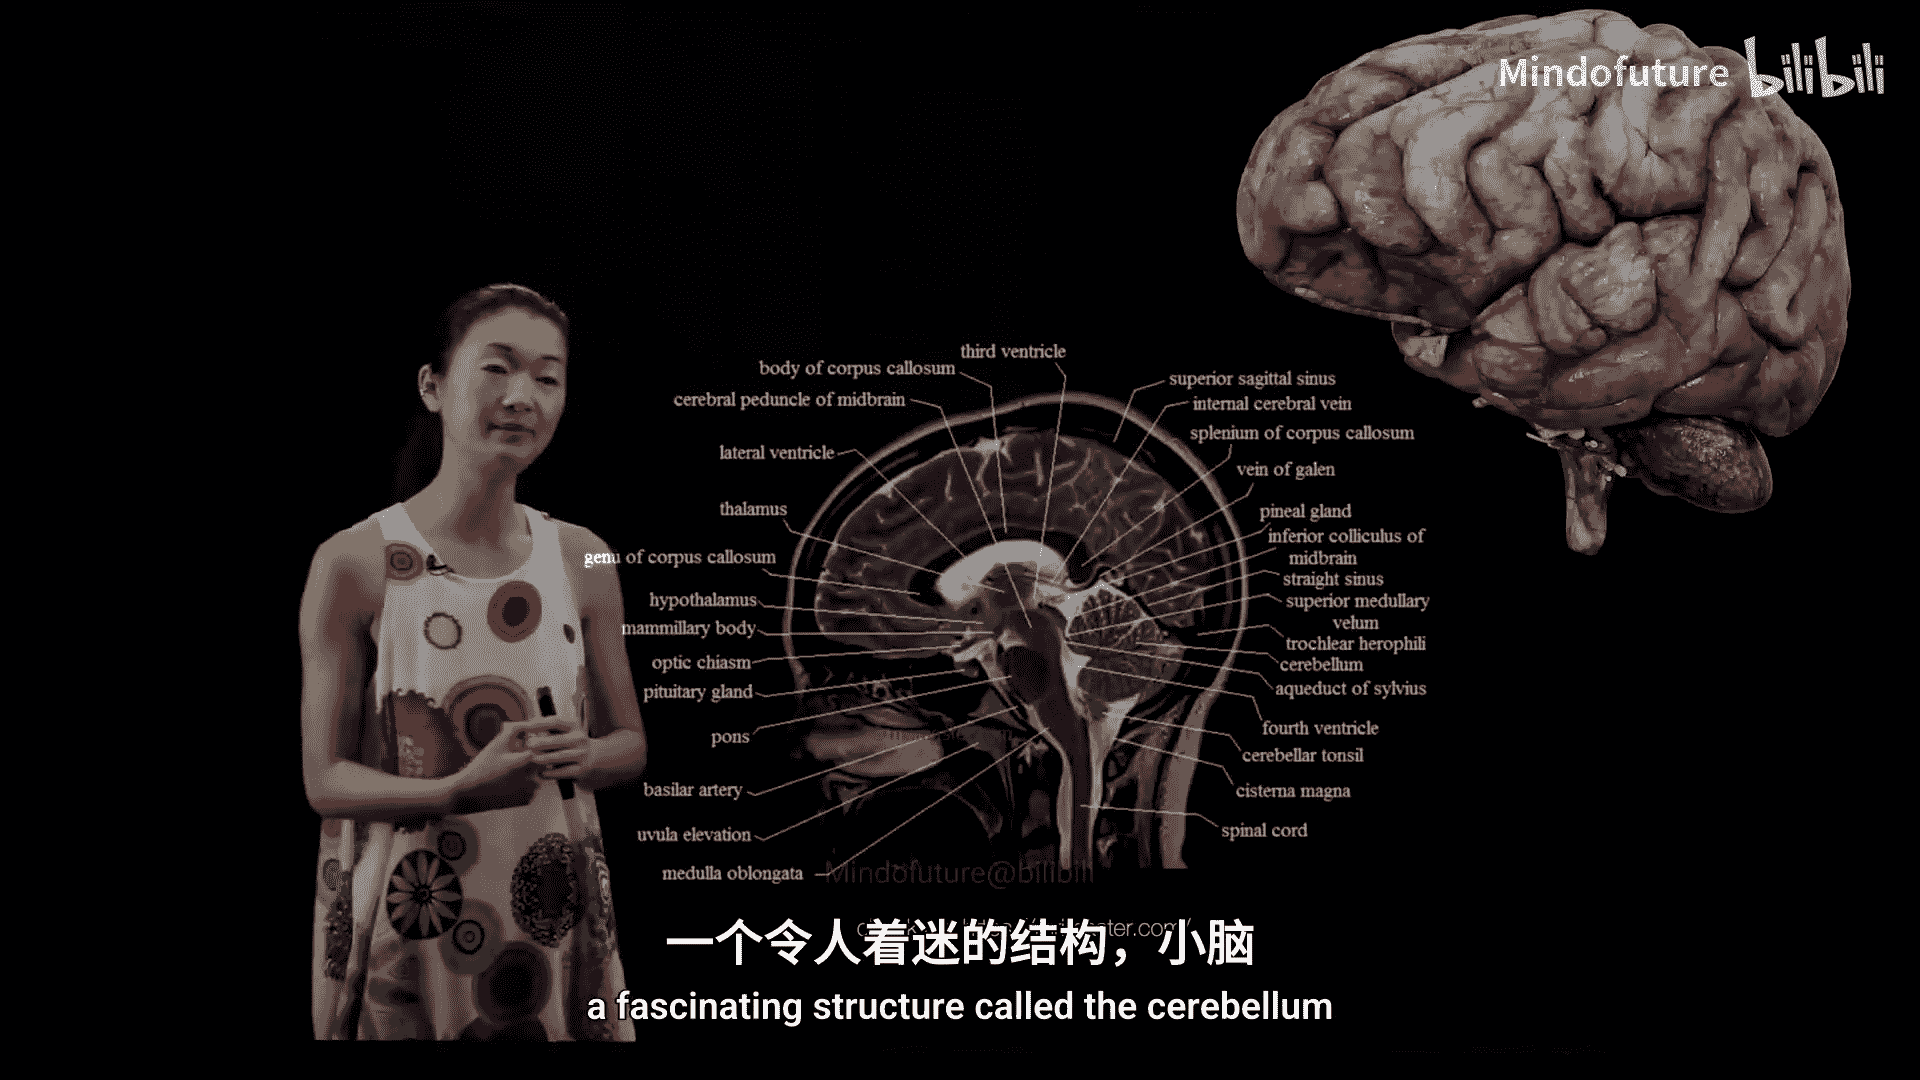 Mindofuture bilibili
third ventricle
body of corpus callosum
cerebral peduncle of midbrain
lateral ventricle
thalamus
genu of corpus callosum
hypothalamus
mammillary body
optic chiasm
pituitary gland
pons
basilar artery
uvula elevation
medulla oblongata
superior sagittal sinus
internal cerebral vein
splenium of corpus callosum
vein of galen
pineal gland
inferior colliculus of
midbrain
straight sinus
superior medullary
velum
trochlear herophili
cerebellum
aqueduct of sylvius
fourth ventricle
cerebellar tonsil
cisterna magna
spinal cord
Mindofuture@bilibili
一个令人着迷的结构，小脑
a fascinating structure called the cerebellum